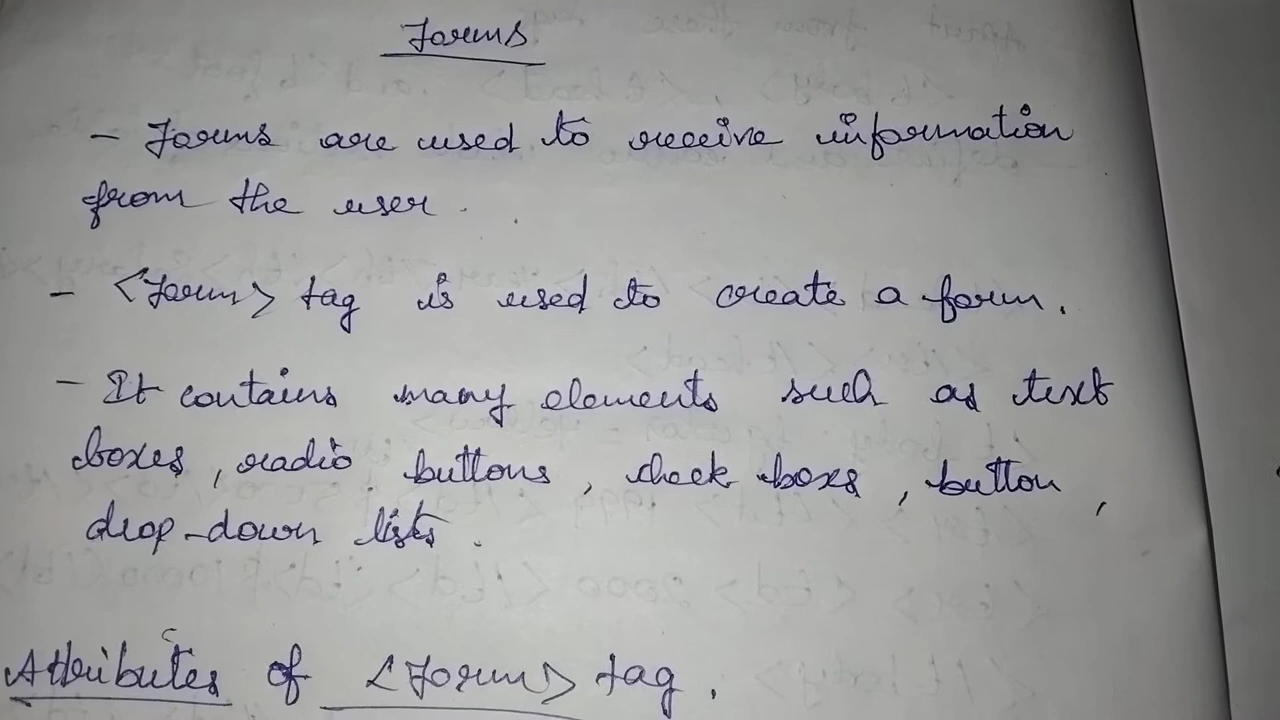 Forms
- Forms are used to receive information
from the user.
- <Form> tag is used to create a form.
- It contains many elements such as text
boxes, radio buttons, check boxes, button,
drop-down lists.
Attributes of <Form> tag.